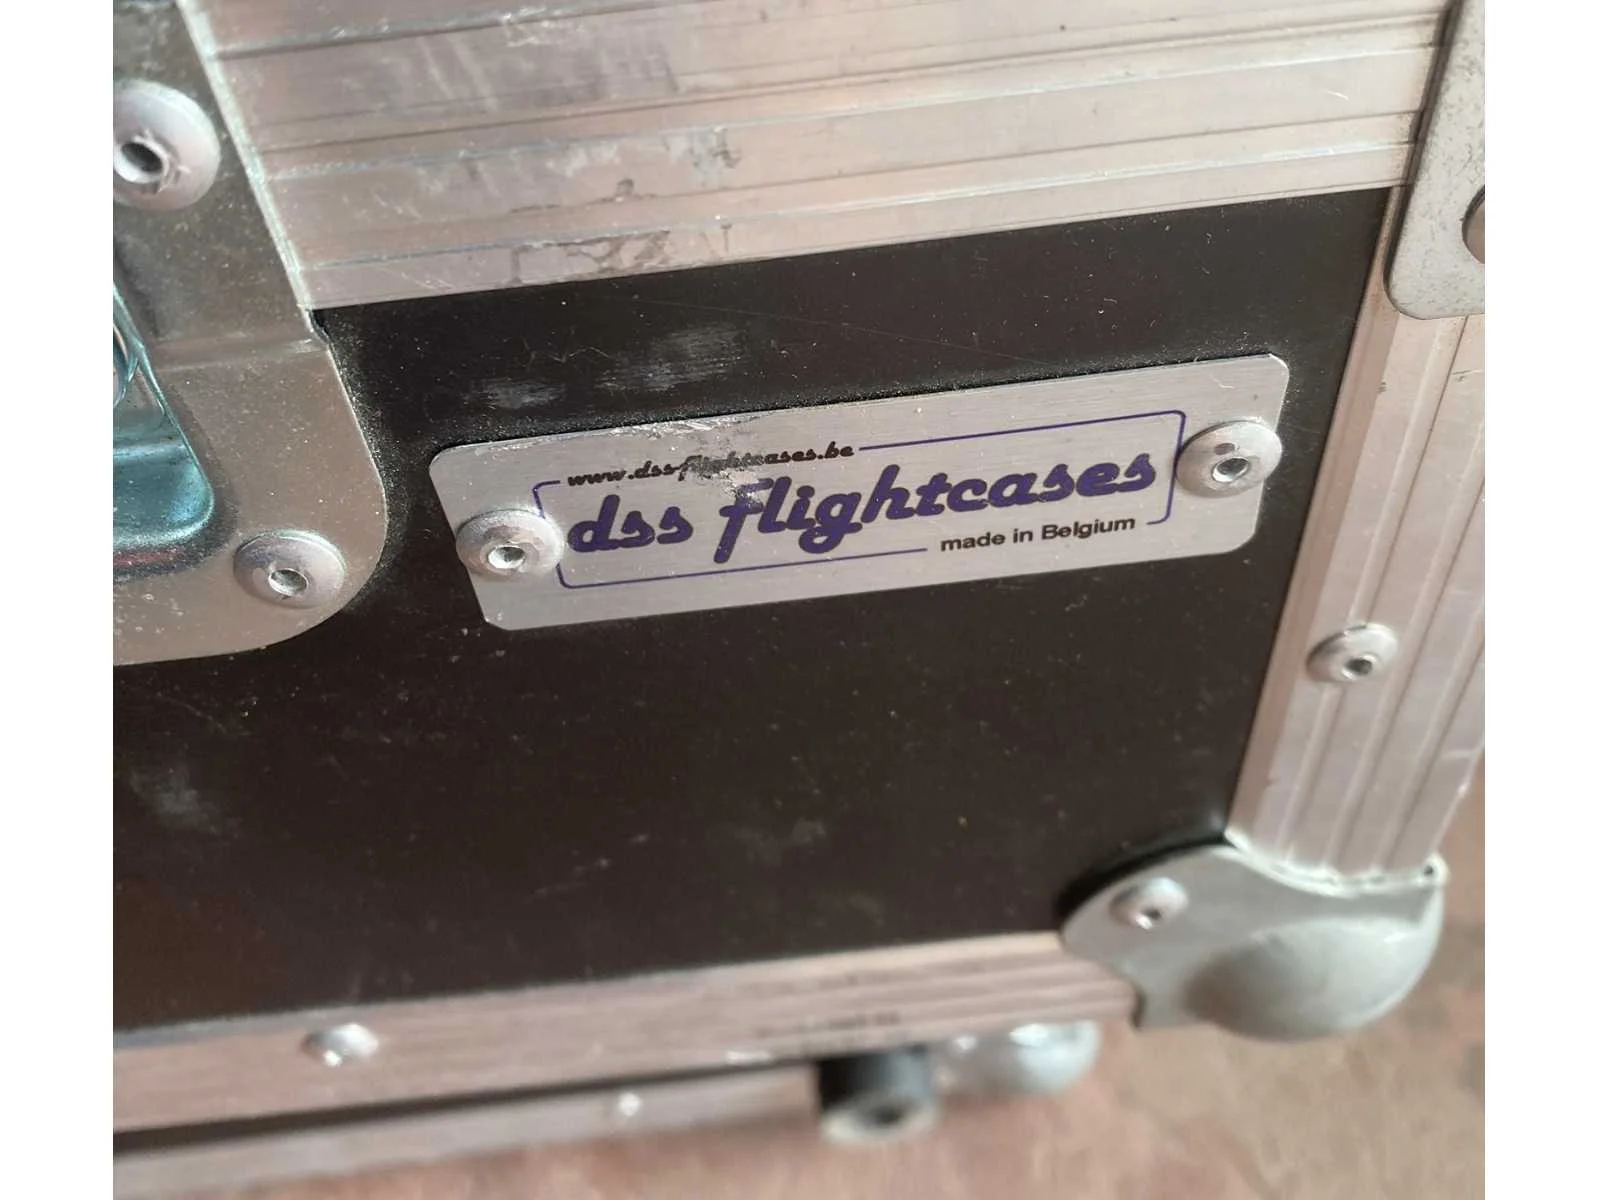 www.dss-flightcases.be
dss flightcases
made in Belgium